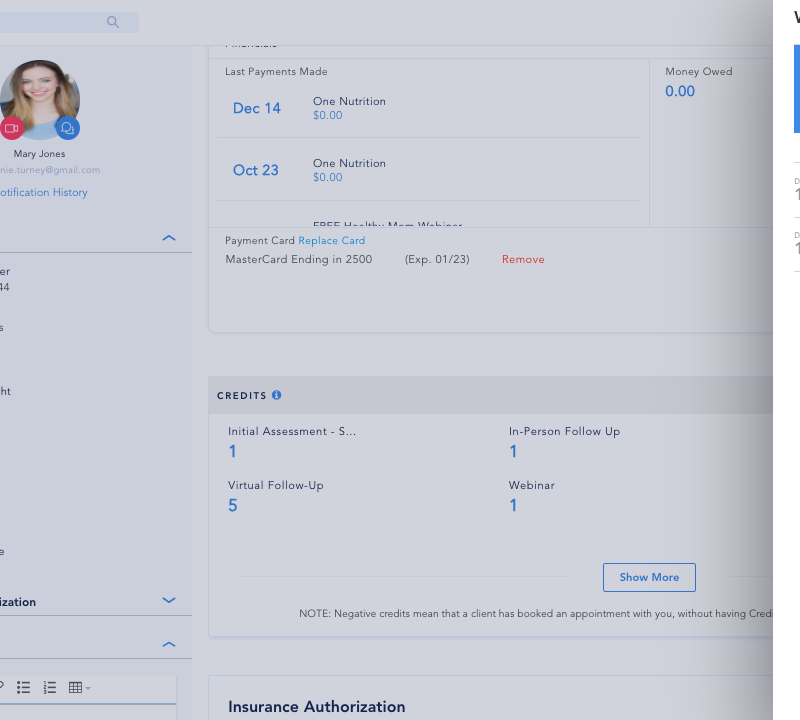 Mary Jones
nie.turney@gmail.com
otification History
er
44
s
ht
e
ization
Financials
Last Payments Made
Dec 14
One Nutrition
$0.00
Oct 23
One Nutrition
$0.00
FREE Healthy Mom Webinar
Money Owed
0.00
Payment Card Replace Card
MasterCard Ending in 2500 (Exp. 01/23) Remove
CREDITS
Initial Assessment - S...
1
In-Person Follow Up
1
Virtual Follow-Up
5
Webinar
1
Show More
NOTE: Negative credits mean that a client has booked an appointment with you, without having Credi
Insurance Authorization